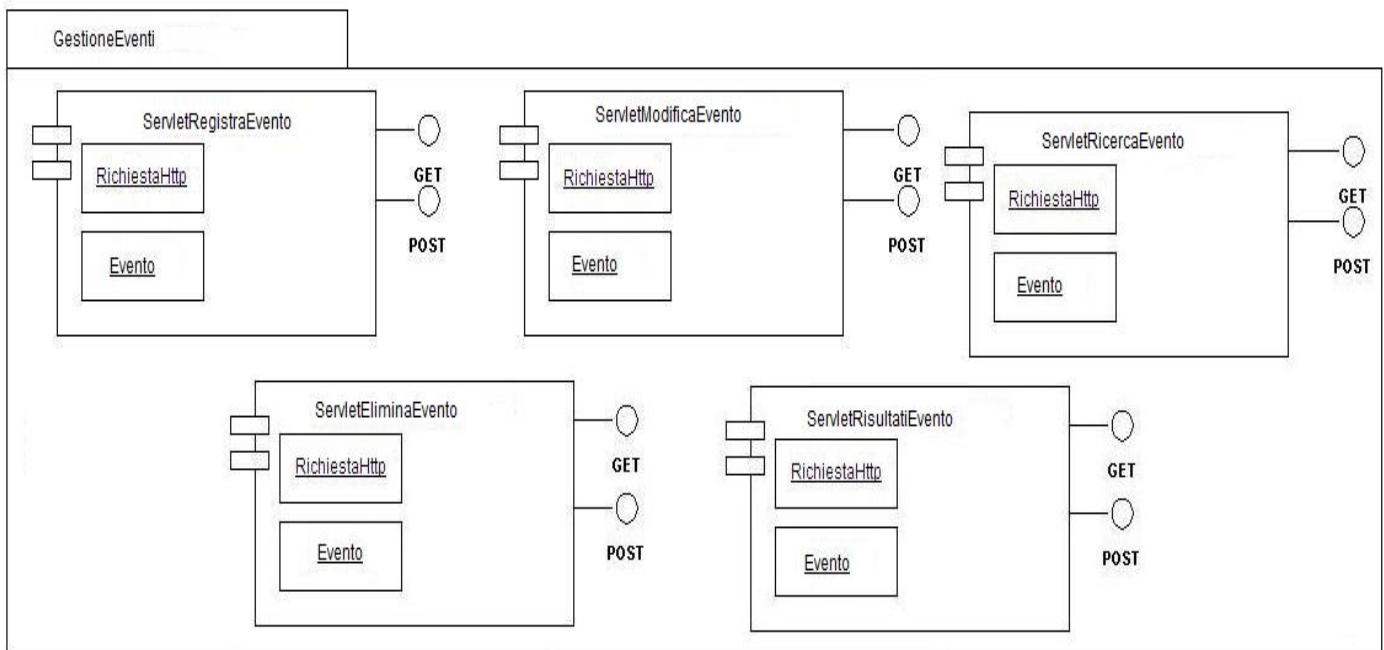 GestioneEventi
ServletRegistraEvento
RichiestaHttp
Evento
GET
POST
ServletModificaEvento
RichiestaHttp
Evento
GET
POST
ServletRicercaEvento
RichiestaHttp
Evento
GET
POST
ServletEliminaEvento
RichiestaHttp
Evento
GET
POST
ServletRisultatiEvento
RichiestaHttp
Evento
GET
POST